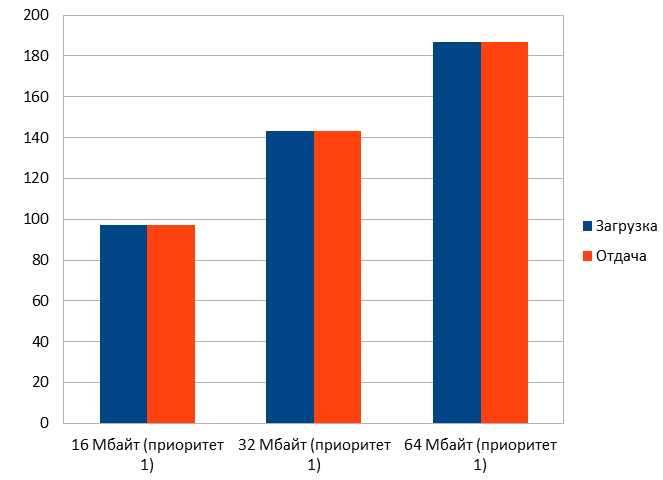 200
180
160
140
120
100
80
60
40
20
0
16 Мбайт (приоритет
1)
32 Мбайт (приоритет
1)
64 Мбайт (приоритет
1)
Загрузка
Отдача